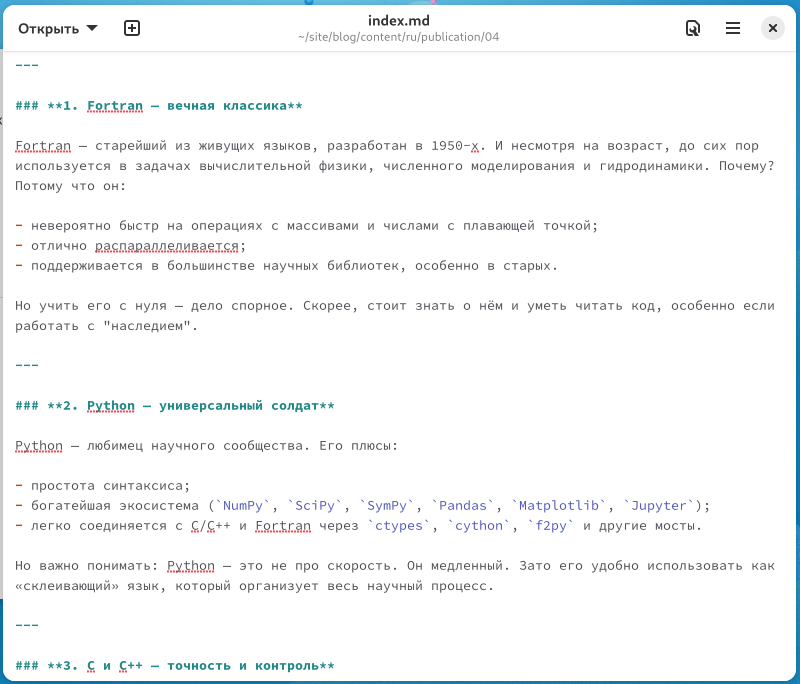 Открыть
index.md
~/site/blog/content/ru/publication/04
---
### **1. Fortran — вечная классика**
Fortran — старейший из живущих языков, разработан в 1950-х. И несмотря на возраст, до сих пор
используется в задачах вычислительной физики, численного моделирования и гидродинамики. Почему?
Потому что он:
- невероятно быстр на операциях с массивами и числами с плавающей точкой;
- отлично распараллеливается;
- поддерживается в большинстве научных библиотек, особенно в старых.
Но учить его с нуля — дело спорное. Скорее, стоит знать о нём и уметь читать код, особенно если
работать с "наследием".
---
### **2. Python — универсальный солдат**
Python — любимец научного сообщества. Его плюсы:
- простота синтаксиса;
- богатейшая экосистема (`NumPy`, `SciPy`, `SymPy`, `Pandas`, `Matplotlib`, `Jupyter`);
- легко соединяется с C/C++ и Fortran через `ctypes`, `cython`, `f2py` и другие мосты.
Но важно понимать: Python — это не про скорость. Он медленный. Зато его удобно использовать как
«склеивающий» язык, который организует весь научный процесс.
---
### **3. C и C++ — точность и контроль**